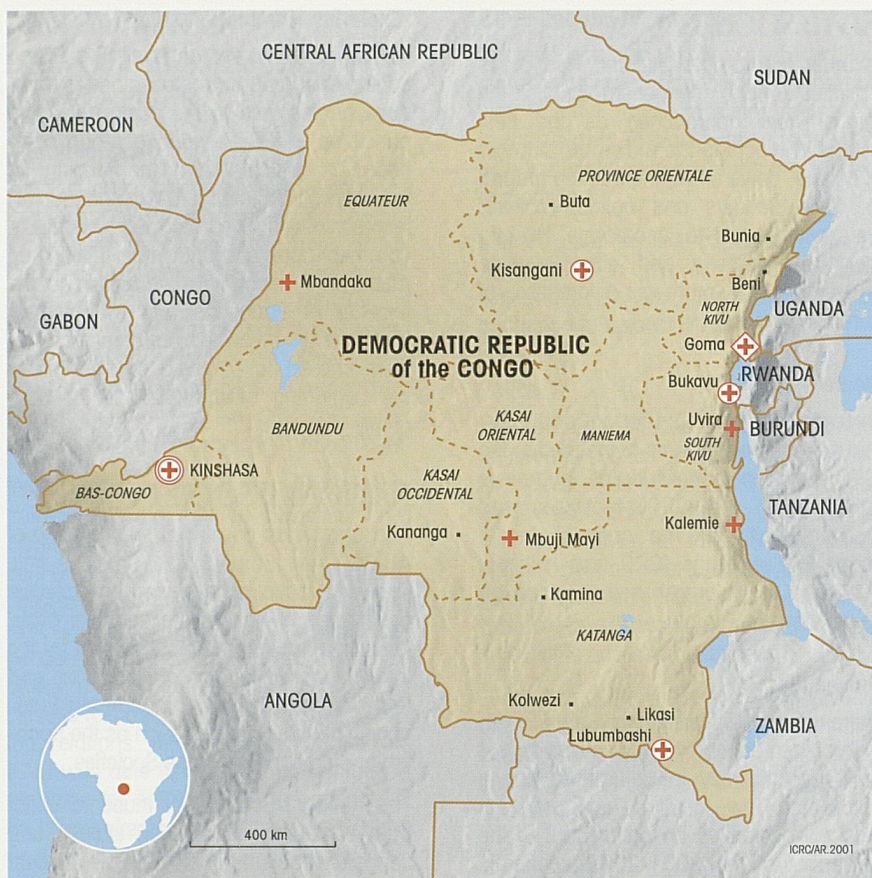 CENTRAL AFRICAN REPUBLIC
SUDAN
CAMEROON
PROVINCE ORIENTALE
EQUATEUR
Buta
Bunia
Kisangani
Beni
Mbandaka
CONGO
NORTH
KIVU
UGANDA
GABON
DEMOCRATIC REPUBLIC
of the CONGO
Goma
RWANDA
Bukavu
Uvira
BURUNDI
SOUTH
KIVU
KASAI
ORIENTAL
MANIEMA
BANDUNDU
KINSHASA
BAS-CONGO
KASAI
OCCIDENTAL
TANZANIA
Kalemie
Kananga
Mbuji Mayi
Kamina
KATANGA
ANGOLA
Kolwezi
Likasi
Lubumbashi
ZAMBIA
400 km
ICRC/AR.2001